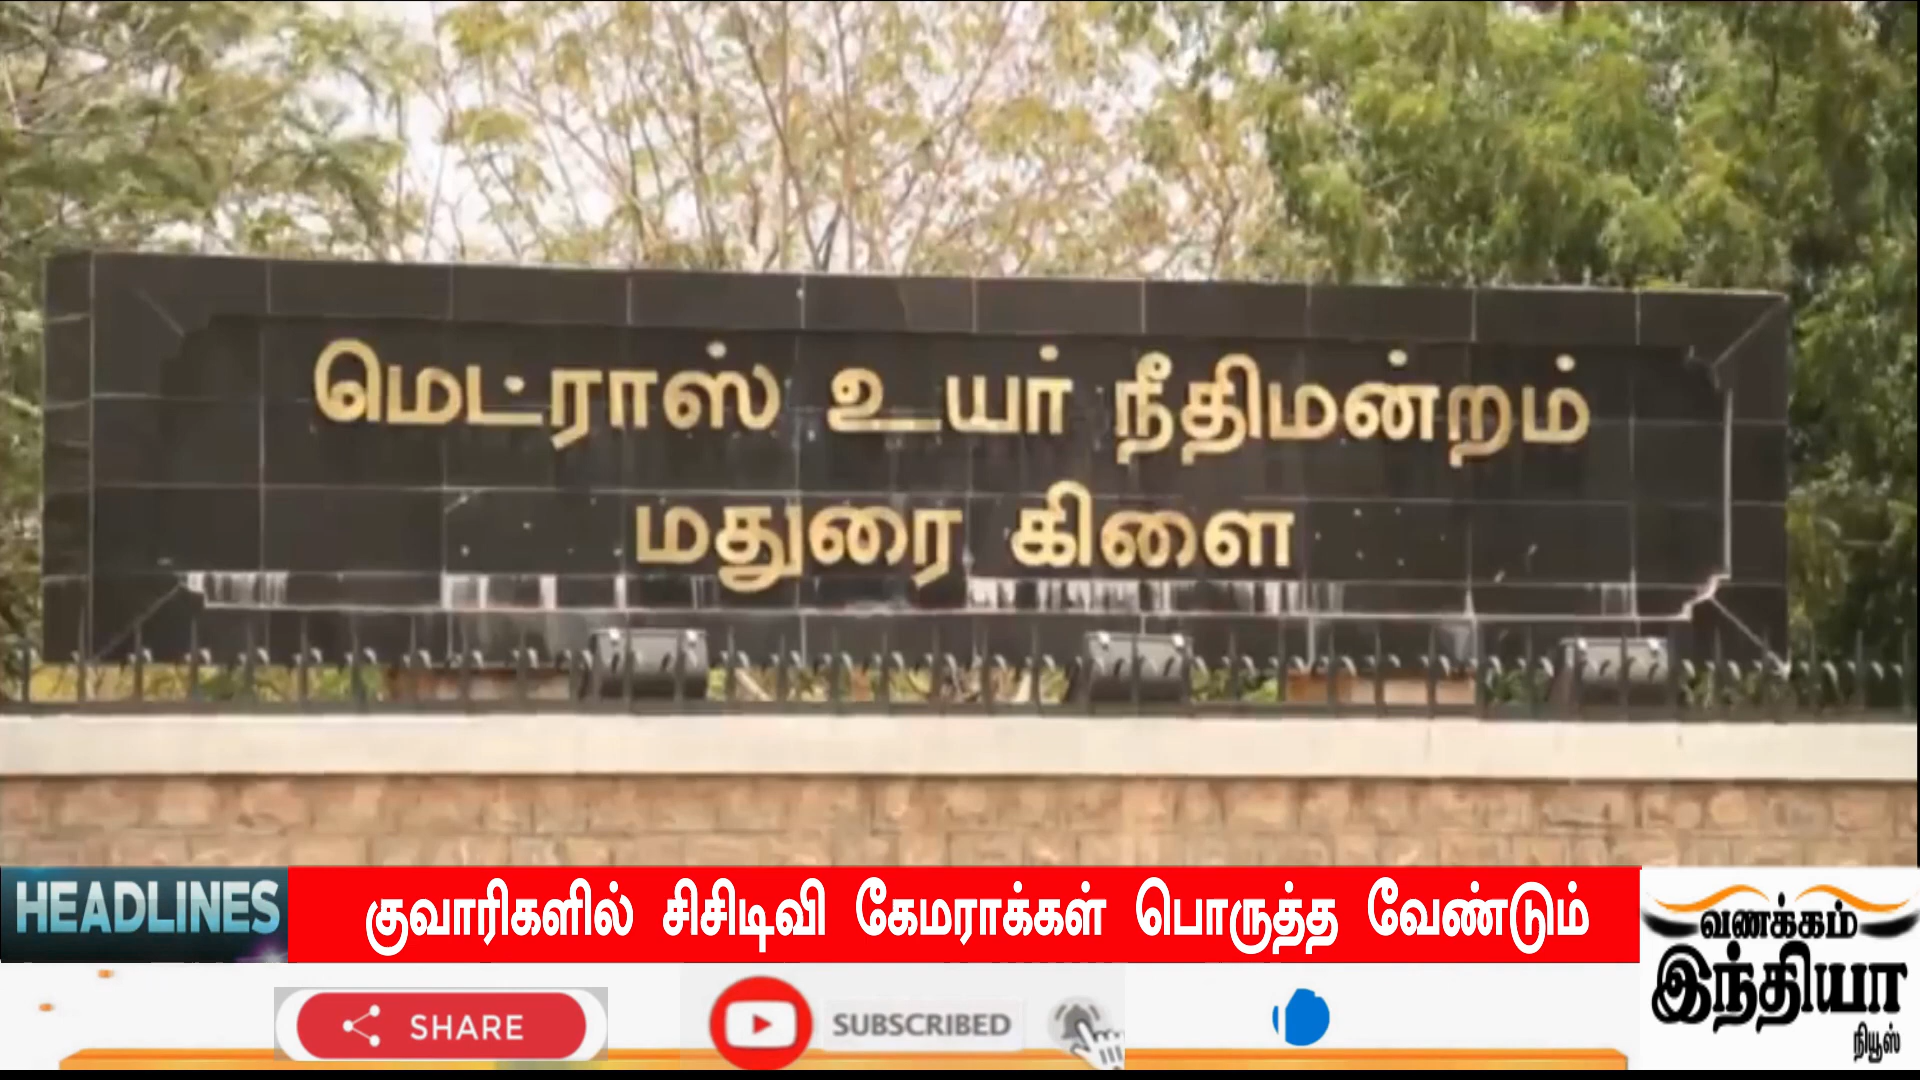 மெட்ராஸ் உயர் நீதிமன்றம்
மதுரை கிளை
HEADLINES
குவாரிகளில் சிசிடிவி கேமராக்கள் பொருத்த வேண்டும்
வணக்கம்
இந்தியா
நியூஸ்
SHARE
SUBSCRIBED